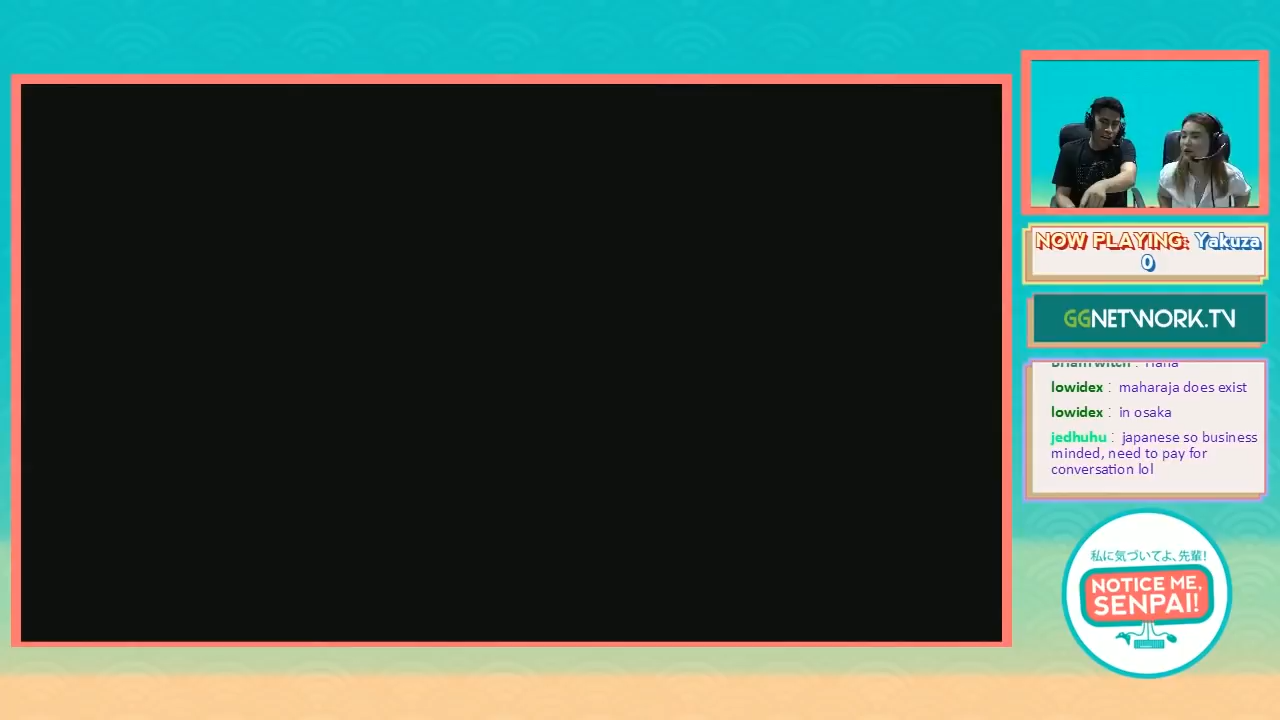 NOW PLAYING: Yakuza
0
GGNETWORK.TV
lowidex : maharaja does exist
lowidex : in osaka
jedhuhu : japanese so business
minded, need to pay for
conversation lol
私に気づいてよ、先輩!
NOTICE ME,
SENPAI!